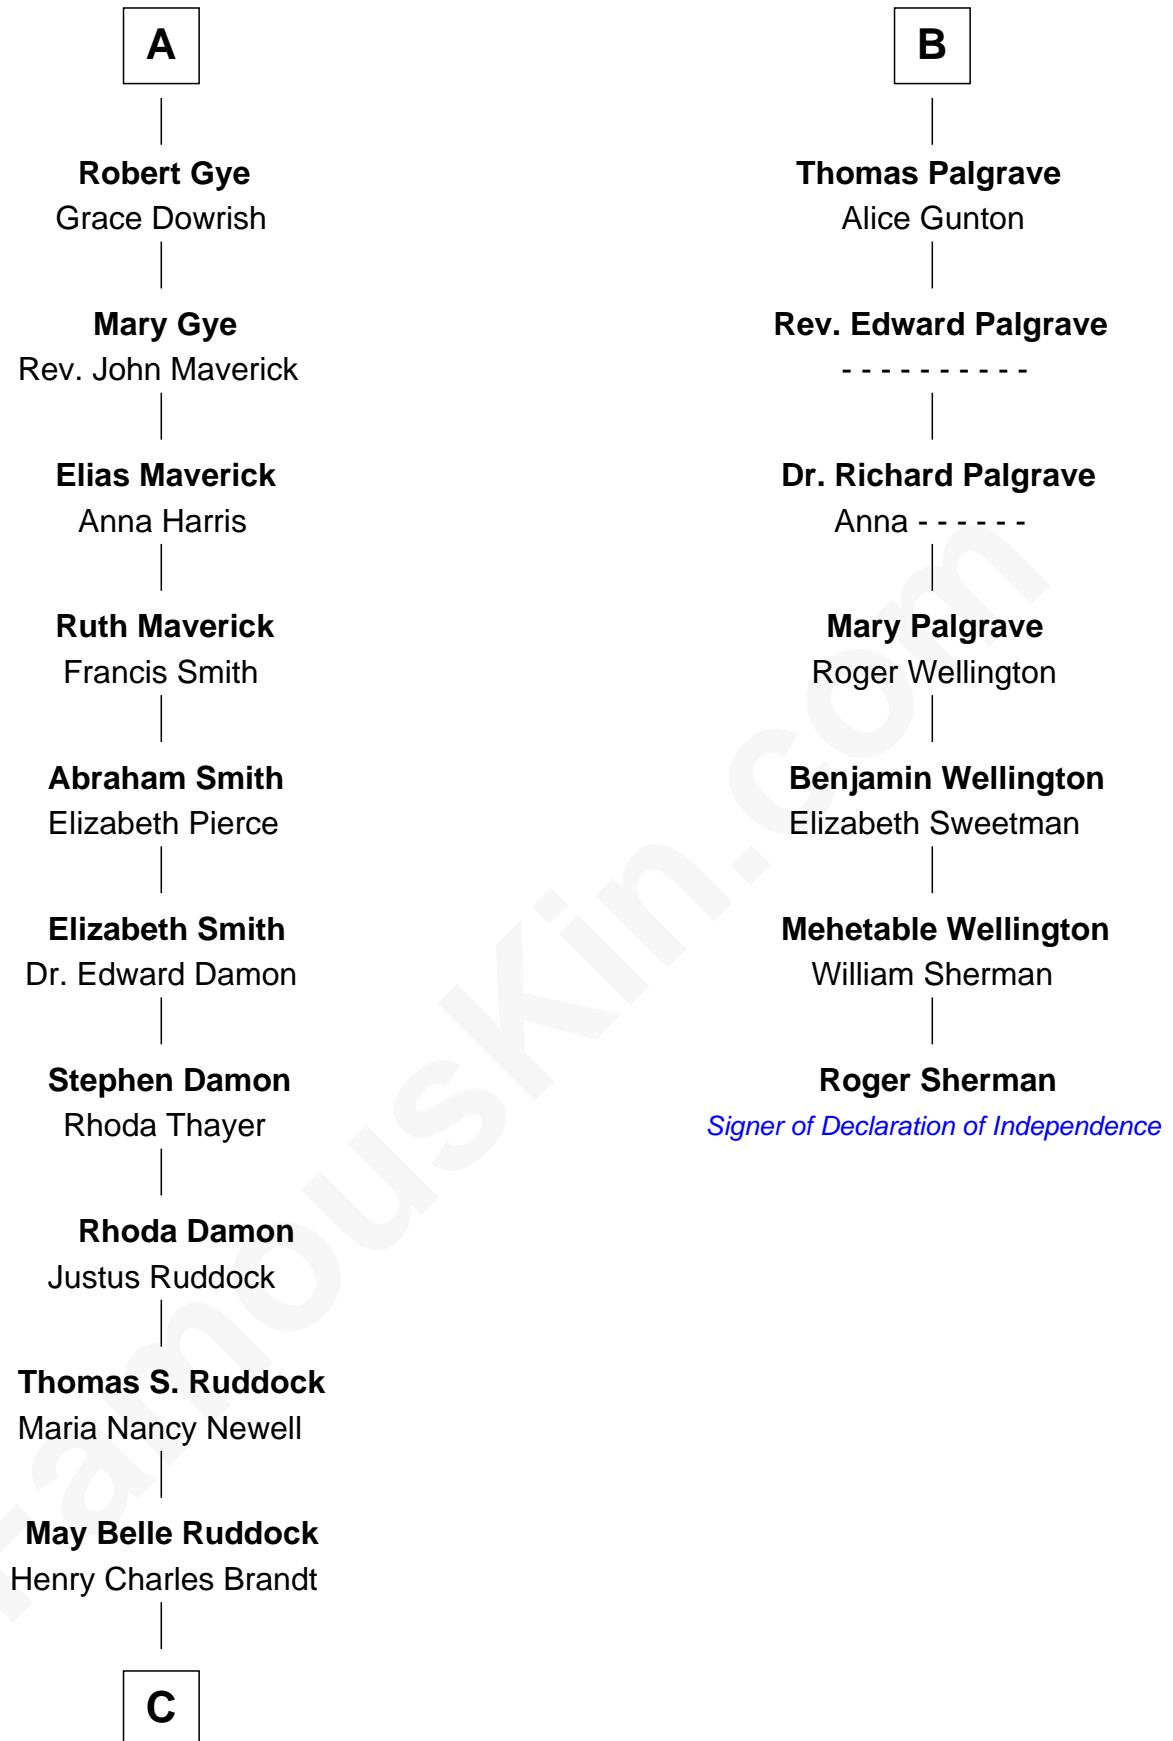 A
Robert Gye
Grace Dowrish
Mary Gye
Rev. John Maverick
Elias Maverick
Anna Harris
Ruth Maverick
Francis Smith
Abraham Smith
Elizabeth Pierce
Elizabeth Smith
Dr. Edward Damon
Stephen Damon
Rhoda Thayer
Rhoda Damon
Justus Ruddock
Thomas S. Ruddock
Maria Nancy Newell
May Belle Ruddock
Henry Charles Brandt
C
B
Thomas Palgrave
Alice Gunton
Rev. Edward Palgrave
- - - - - - - - - -
Dr. Richard Palgrave
Anna - - - - - -
Mary Palgrave
Roger Wellington
Benjamin Wellington
Elizabeth Sweetman
Mehetable Wellington
William Sherman
Roger Sherman
Signer of Declaration of Independence
FamousKin.com